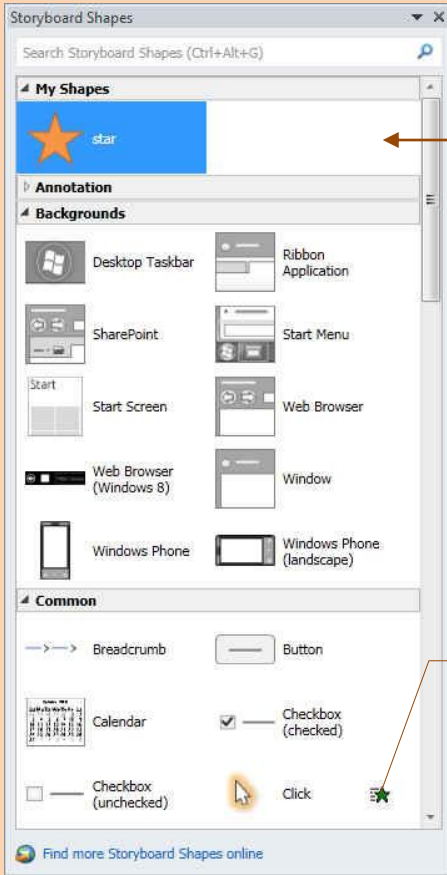 Storyboard Shapes
Search Storyboard Shapes (Ctrl+Alt+G)
My Shapes
star
Annotation
Backgrounds
Desktop Taskbar
Ribbon
Application
SharePoint
Start Menu
Start
Start Screen
Web Browser
Web Browser
(Windows 8)
Window
Windows Phone
Windows Phone
(landscape)
Common
Breadcrumb
Button
Calendar
Checkbox
(checked)
Checkbox
(unchecked)
Click
Find more Storyboard Shapes online